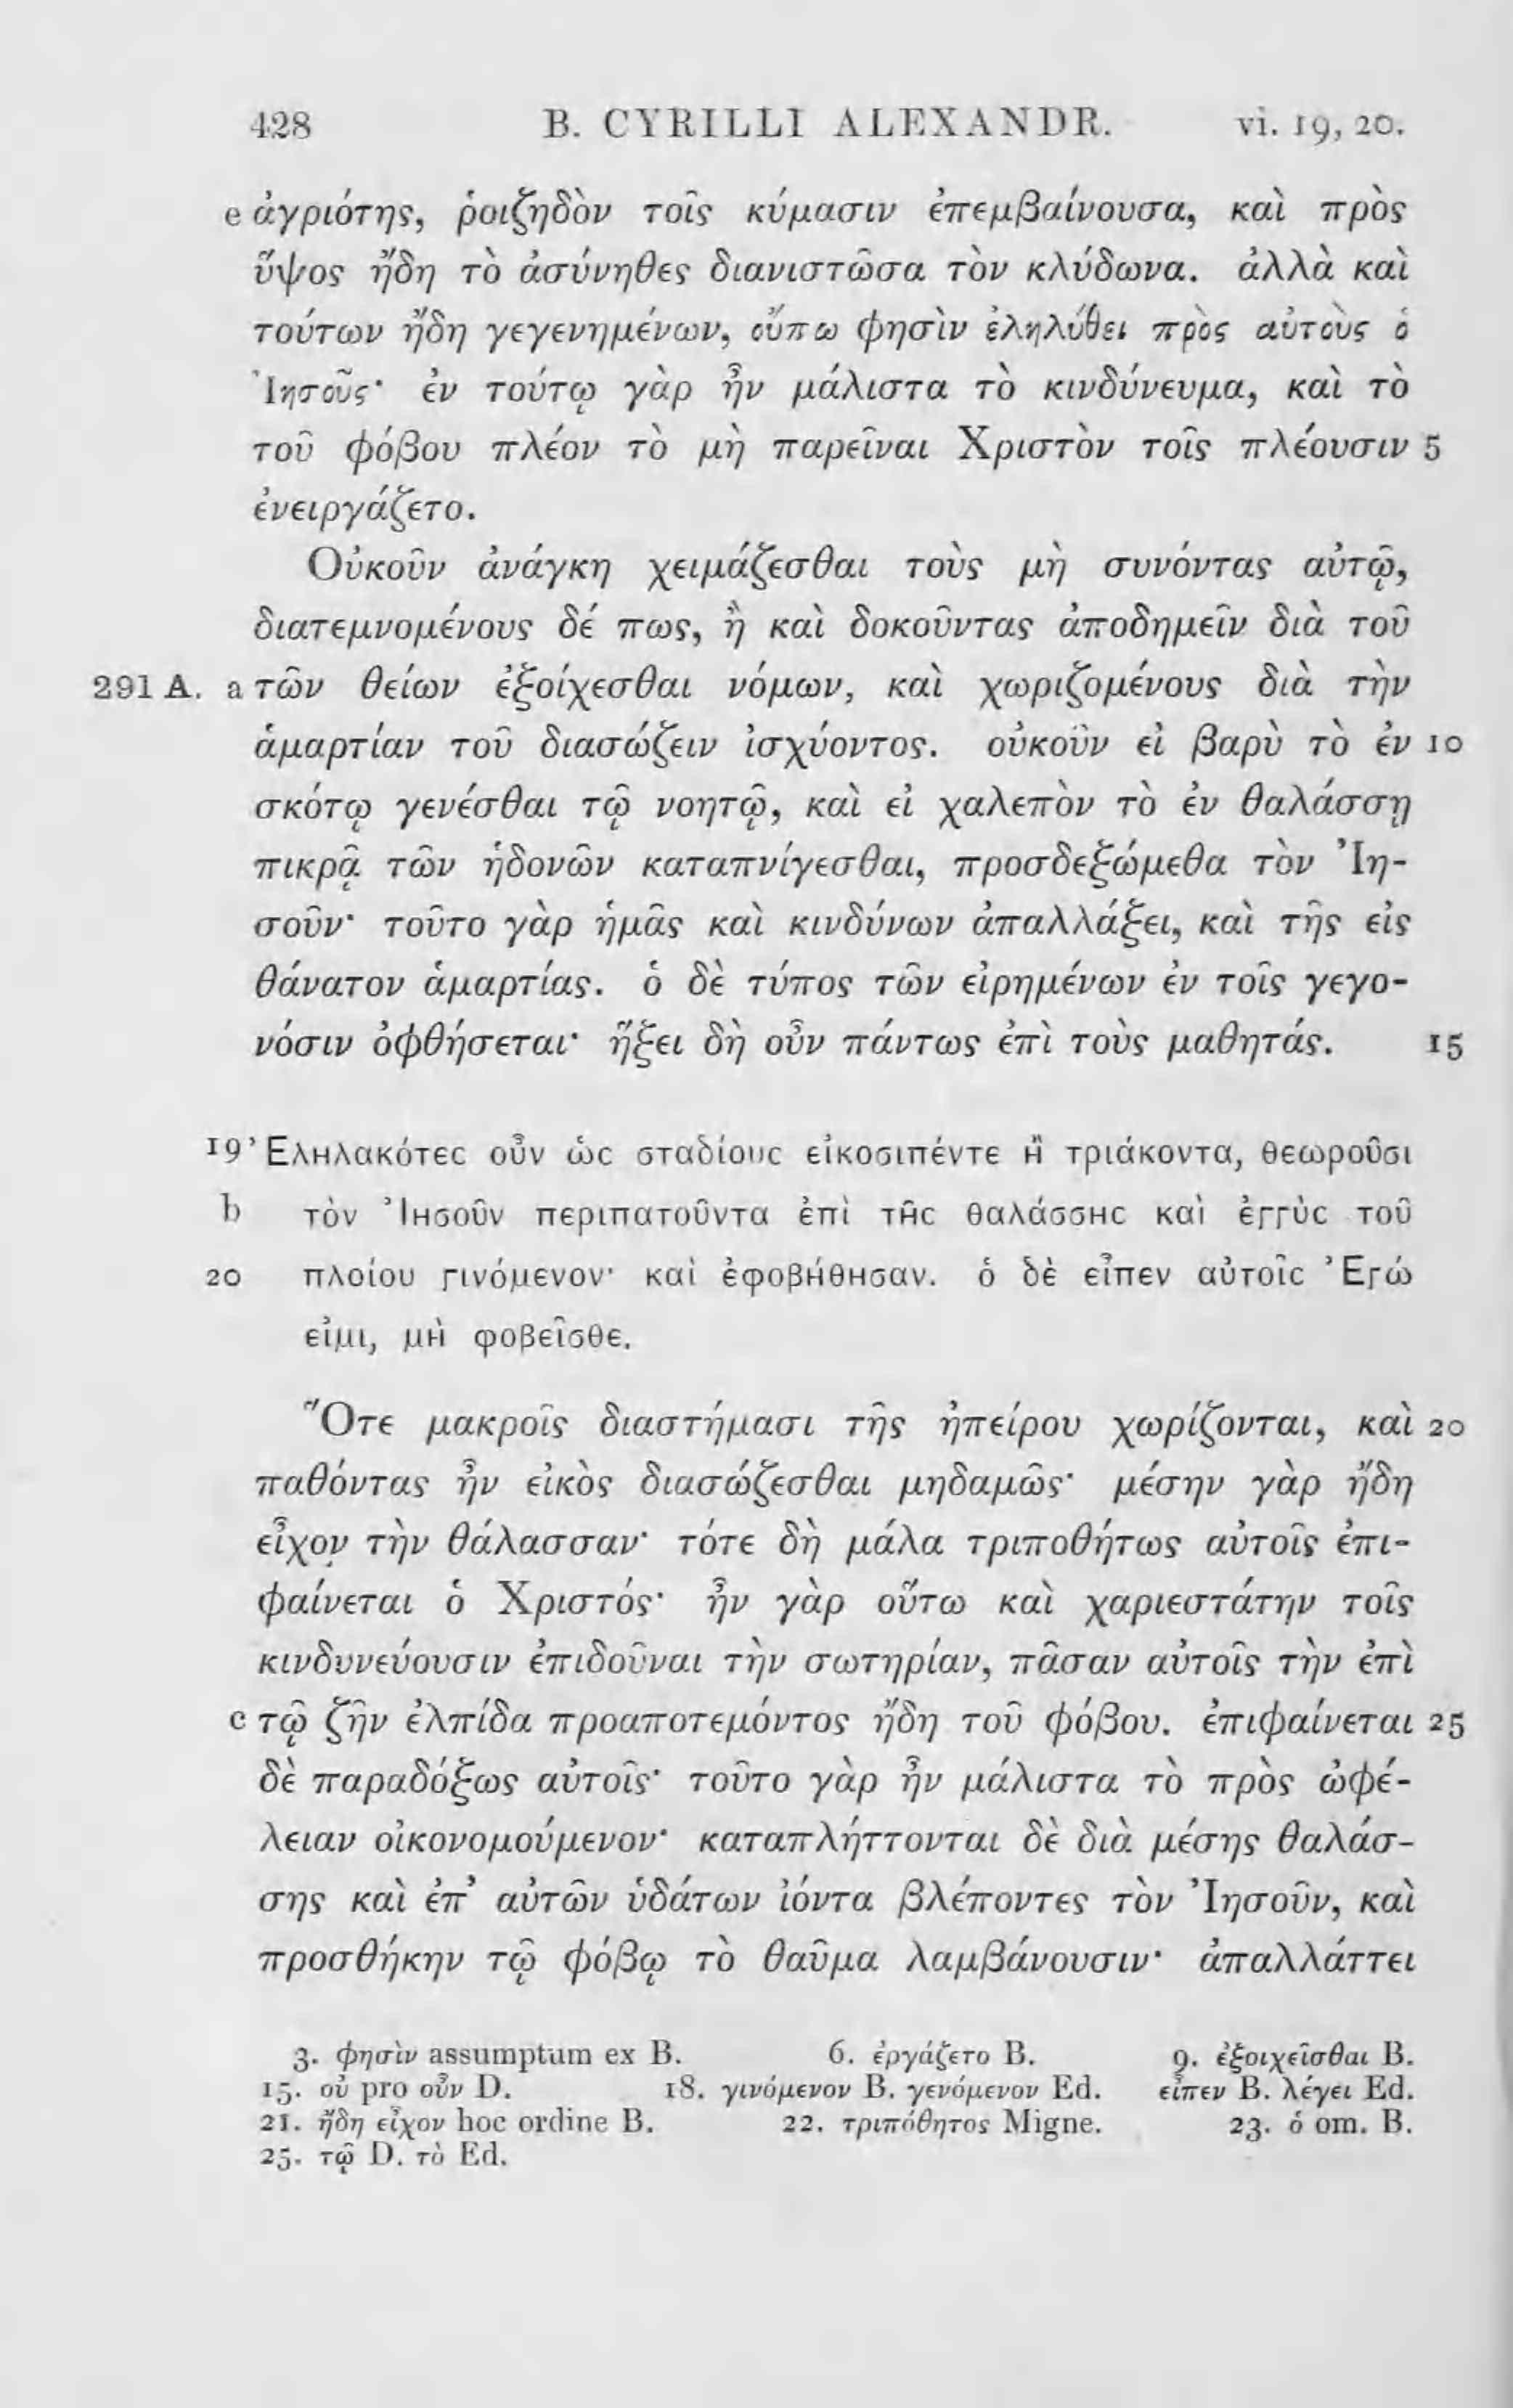 428 B. CYRILLI ALEXANDR. vi. 19, 20.
e ἀγριότης, ῥοιζηδὸν τοῖς κύμασιν ἐπεμβαίνουσα, καὶ πρὸς
ὕψος ἤδη τὸ ἀσύνηθες διανιστῶσα τὸν κλύδωνα. ἀλλὰ καὶ
τούτων ἤδη γεγενημένων, οὔπω φησὶν ἐληλύθει πρὸς αὐτοὺς ὁ
Ἰησοῦς· ἐν τούτῳ γὰρ ἦν μάλιστα τὸ κινδύνευμα, καὶ τὸ
τοῦ φόβου πλέον τὸ μὴ παρεῖναι Χριστὸν τοῖς πλέουσιν 5
ἐνειργάζετο.
Οὐκοῦν ἀνάγκη χειμάζεσθαι τοὺς μὴ συνόντας αὐτῷ,
διατεμνομένους δέ πως, ἢ καὶ δοκοῦντας ἀποδημεῖν διὰ τοῦ
291 A. a τῶν θείων ἐξοίχεσθαι νόμων, καὶ χωριζομένους διὰ τὴν
ἁμαρτίαν τοῦ διασώζειν ἰσχύοντος. οὐκοῦν εἰ βαρὺ τὸ ἐν 10
σκότῳ γενέσθαι τῷ νοητῷ, καὶ εἰ χαλεπὸν τὸ ἐν θαλάσσῃ
πικρᾷ τῶν ἡδονῶν καταπνίγεσθαι, προσδεξώμεθα τὸν Ἰη-
σοῦν· τοῦτο γὰρ ἡμᾶς καὶ κινδύνων ἀπαλλάξει, καὶ τῆς εἰς
θάνατον ἁμαρτίας. ὁ δὲ τύπος τῶν εἰρημένων ἐν τοῖς γεγο-
νόσιν ὀφθήσεται· ἥξει δὴ οὖν πάντως ἐπὶ τοὺς μαθητάς. 15
19 Ἐληλακότες οὖν ὡς σταδίους εἰκοσιπέντε ἢ τριάκοντα, θεωροῦσι
b τὸν Ἰησοῦν περιπατοῦντα ἐπὶ τῆς θαλάσσης καὶ ἐγγὺς τοῦ
20 πλοίου γινόμενον· καὶ ἐφοβήθησαν. ὁ δὲ εἶπεν αὐτοῖς Ἐγώ
εἰμι, μὴ φοβεῖσθε.
Ὅτε μακροῖς διαστήμασι τῆς ἠπείρου χωρίζονται, καὶ 20
παθόντας ἦν εἰκὸς διασώζεσθαι μηδαμῶς· μέσην γὰρ ἤδη
εἶχον τὴν θάλασσαν· τότε δὴ μάλα τριποθήτως αὐτοῖς ἐπι-
φαίνεται ὁ Χριστός· ἦν γὰρ οὕτω καὶ χαριεστάτην τοῖς
κινδυνεύουσιν ἐπιδοῦναι τὴν σωτηρίαν, πᾶσαν αὐτοῖς τὴν ἐπὶ
c τῷ ζῆν ἐλπίδα προαποτεμόντος ἤδη τοῦ φόβου. ἐπιφαίνεται 25
δὲ παραδόξως αὐτοῖς· τοῦτο γὰρ ἦν μάλιστα τὸ πρὸς ὠφέ-
λειαν οἰκονομούμενον· καταπλήττονται δὲ διὰ μέσης θαλάσ-
σης καὶ ἐπ’ αὐτῶν ὑδάτων ἰόντα βλέποντες τὸν Ἰησοῦν, καὶ
προσθήκην τῷ φόβῳ τὸ θαῦμα λαμβάνουσιν· ἀπαλλάττει
3. φησὶν assumptum ex B. 6. ἐργάζετο B. 9. ἐξοιχεῖσθαι B.
15. οὐ pro οὖν D. 18. γινόμενον B. γενόμενον Ed. εἶπεν B. λέγει Ed.
21. ἤδη εἶχον hoc ordine B. 22. τριπόθητος Migne. 23. ὁ om. B.
25. τῷ D. τὸ Ed.